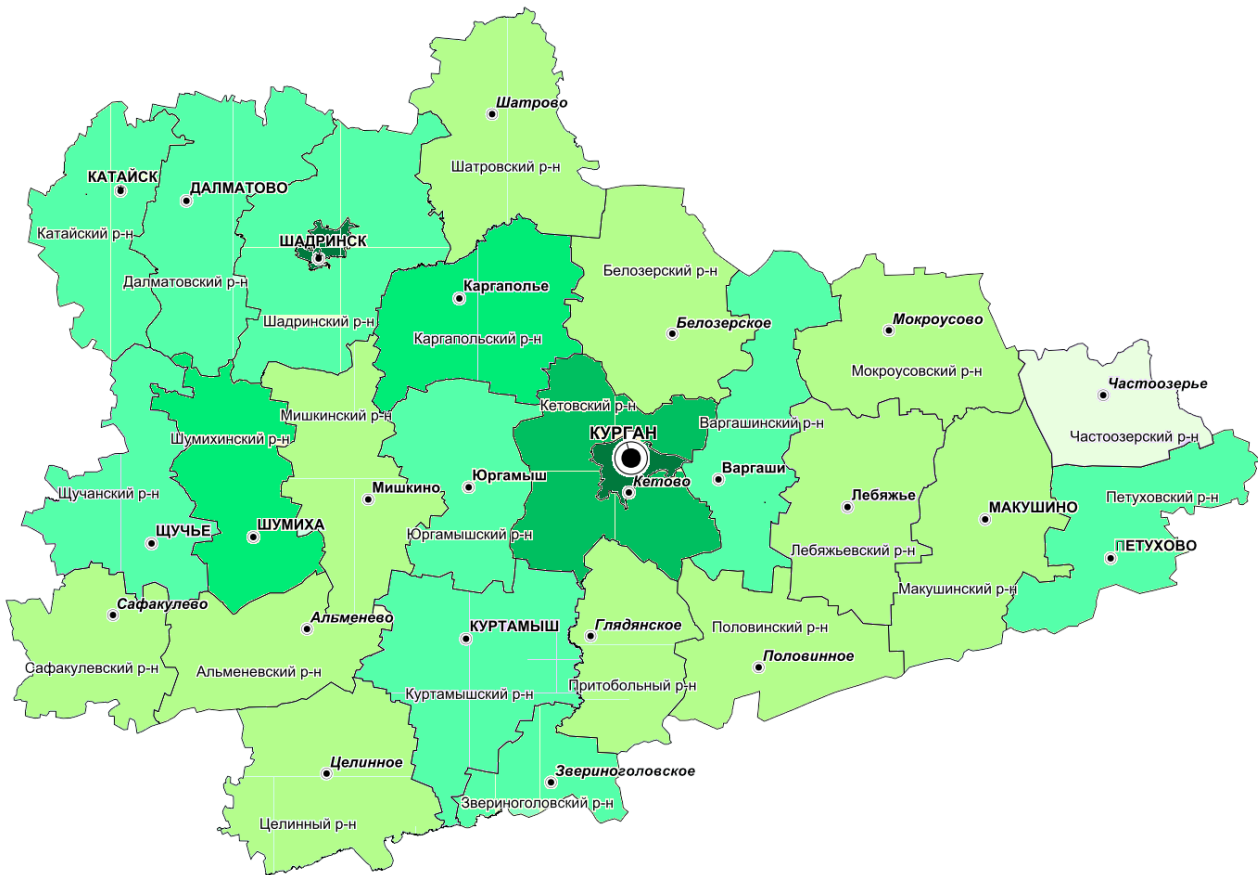 Шатрово
Шатровский р-н
КАТАЙСК
ДАЛМАТОВО
Катайский р-н
ШАДРИНСК
Далматовский р-н
Шадринский р-н
Каргаполье
Каргапольский р-н
Белозерский р-н
Белозерское
Мокроусово
Мокроусовский р-н
Частоозерье
Частоозерский р-н
Мишкинский р-н
Кетовский р-н
Шумихинский р-н
Варгашинский р-н
КУРГАН
Юргамыш
Кетово
Варгаши
Щучанский р-н
Мишкино
Лебяжье
МАКУШИНО
Петуховский р-н
ЩУЧЬЕ
ШУМИХА
Юргамышский р-н
Лебяжьевский р-н
ПЕТУХОВО
Макушинский р-н
Сафакулево
Альменево
КУРТАМЫШ
Глядянское
Половинский р-н
Сафакулевский р-н
Альменевский р-н
Половинное
Куртамышский р-н
Притобольный р-н
Целинное
Звериноголовское
Звериноголовский р-н
Целинный р-н